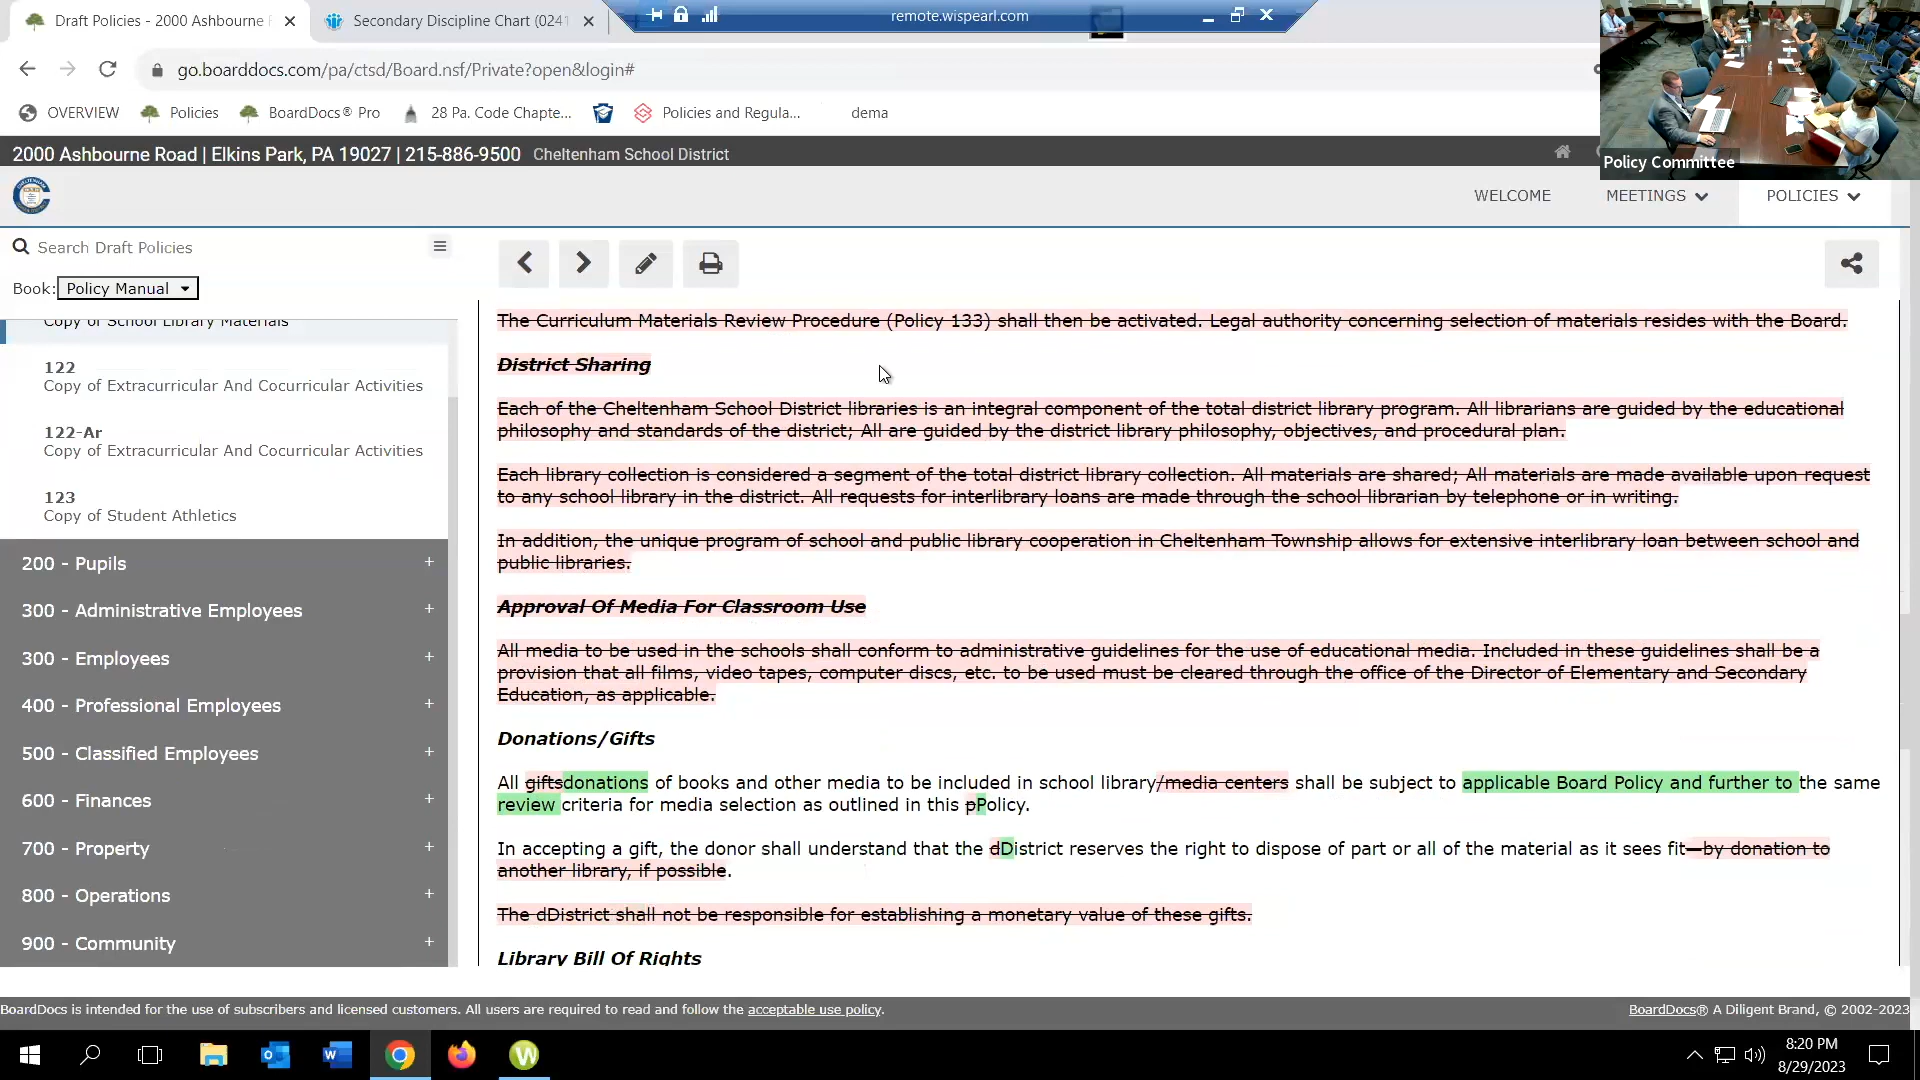 Draft Policies - 2000 Ashbourne
Secondary Discipline Chart (0241
remote.wispearl.com
go.boarddocs.com/pa/ctsd/Board.nsf/Private?open&login#
OVERVIEW
Policies
BoardDocs® Pro
28 Pa. Code Chapte...
Policies and Regula...
dema
2000 Ashbourne Road | Elkins Park, PA 19027 | 215-886-9500 Cheltenham School District
Policy Committee
WELCOME
MEETINGS
POLICIES
Search Draft Policies
Book: Policy Manual
Copy of School Library Materials
122
Copy of Extracurricular And Cocurricular Activities
122-Ar
Copy of Extracurricular And Cocurricular Activities
123
Copy of Student Athletics
200 - Pupils +
300 - Administrative Employees +
300 - Employees +
400 - Professional Employees +
500 - Classified Employees +
600 - Finances +
700 - Property +
800 - Operations +
900 - Community +
The Curriculum Materials Review Procedure (Policy 133) shall then be activated. Legal authority concerning selection of materials resides with the Board.
District Sharing
Each of the Cheltenham School District libraries is an integral component of the total district library program. All librarians are guided by the educational
philosophy and standards of the district; All are guided by the district library philosophy, objectives, and procedural plan.
Each library collection is considered a segment of the total district library collection. All materials are shared; All materials are made available upon request
to any school library in the district. All requests for interlibrary loans are made through the school librarian by telephone or in writing.
In addition, the unique program of school and public library cooperation in Cheltenham Township allows for extensive interlibrary loan between school and
public libraries.
Approval Of Media For Classroom Use
All media to be used in the schools shall conform to administrative guidelines for the use of educational media. Included in these guidelines shall be a
provision that all films, video tapes, computer discs, etc. to be used must be cleared through the office of the Director of Elementary and Secondary
Education, as applicable.
Donations/Gifts
All giftsdonations of books and other media to be included in school library/media centers shall be subject to applicable Board Policy and further to the same
review criteria for media selection as outlined in this pPolicy.
In accepting a gift, the donor shall understand that the dDistrict reserves the right to dispose of part or all of the material as it sees fit—by donation to
another library, if possible.
The dDistrict shall not be responsible for establishing a monetary value of these gifts.
Library Bill Of Rights
BoardDocs is intended for the use of subscribers and licensed customers. All users are required to read and follow the acceptable use policy.
BoardDocs® A Diligent Brand, © 2002-2023
8:20 PM
8/29/2023